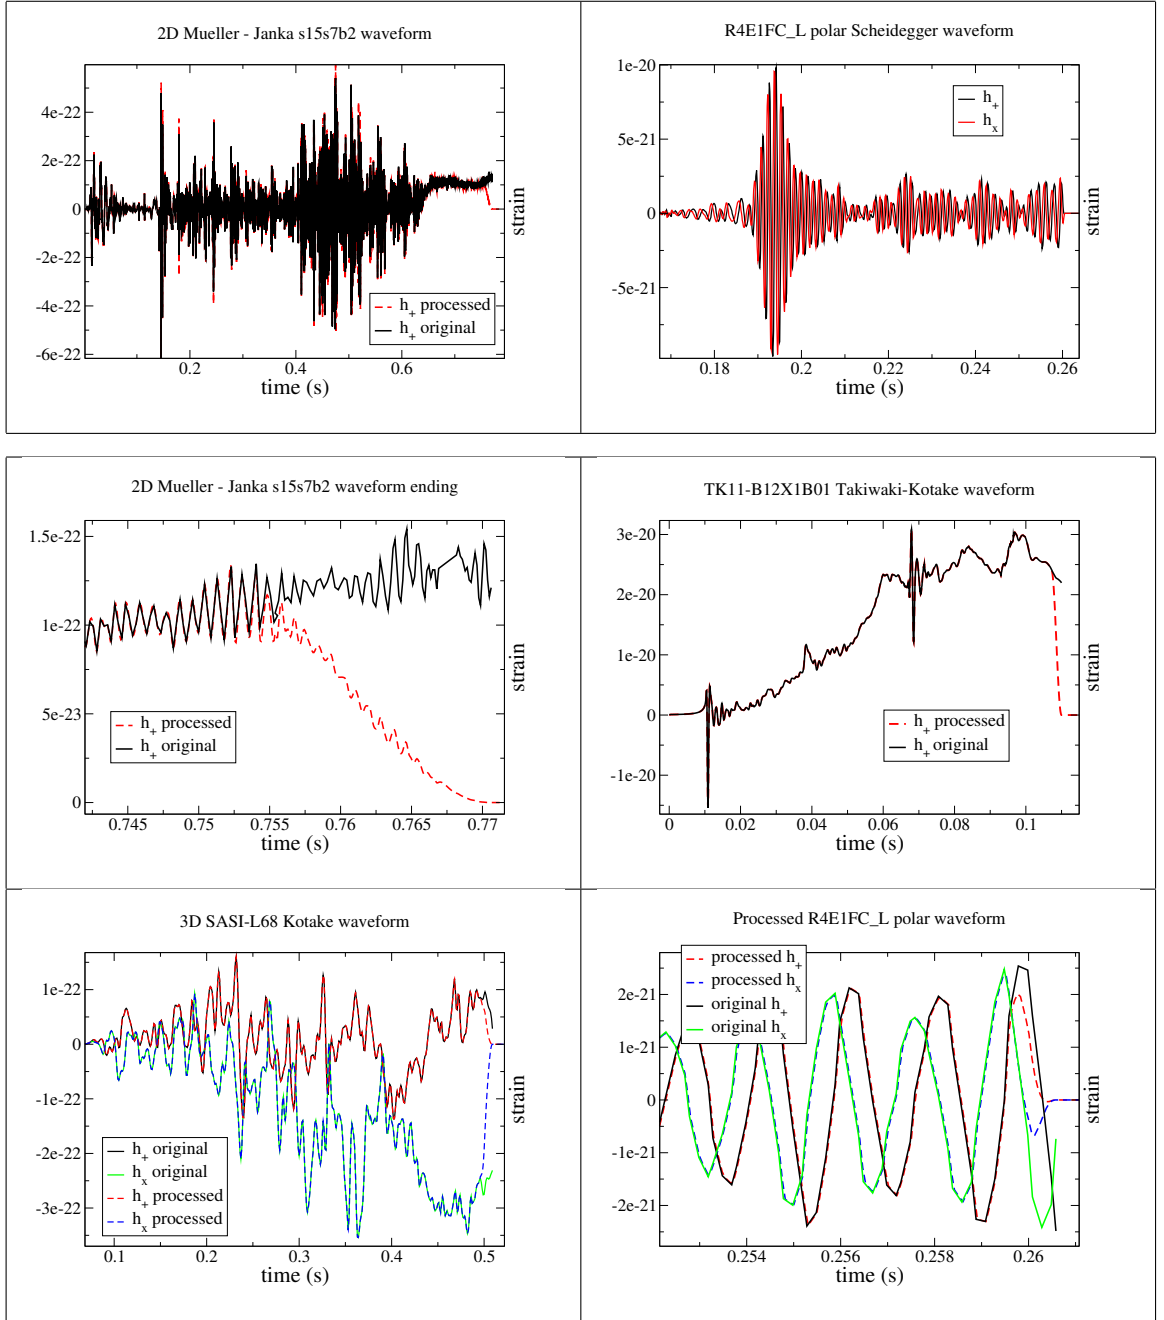 2D Mueller - Janka s15s7b2 waveform
4e-22
2e-22
0
-2e-22
-4e-22
-6e-22
0.2
0.4
0.6
time (s)
strain
h+ processed
h+ original
R4E1FC_L polar Scheidegger waveform
1e-20
5e-21
0
-5e-21
0.18
0.2
0.22
0.24
0.26
time (s)
strain
h+
hx
2D Mueller - Janka s15s7b2 waveform ending
1.5e-22
1e-22
5e-23
0
0.745
0.75
0.755
0.76
0.765
0.77
time (s)
strain
h+ processed
h+ original
TK11-B12X1B01 Takiwaki-Kotake waveform
3e-20
2e-20
1e-20
0
-1e-20
0
0.02
0.04
0.06
0.08
0.1
time (s)
strain
h+ processed
h+ original
3D SASI-L68 Kotake waveform
1e-22
0
-1e-22
-2e-22
-3e-22
0.1
0.2
0.3
0.4
0.5
time (s)
strain
h+ original
hx original
h+ processed
hx processed
Processed R4E1FC_L polar waveform
2e-21
1e-21
0
-1e-21
-2e-21
0.254
0.256
0.258
0.26
time (s)
strain
processed h+
processed hx
original h+
original hx